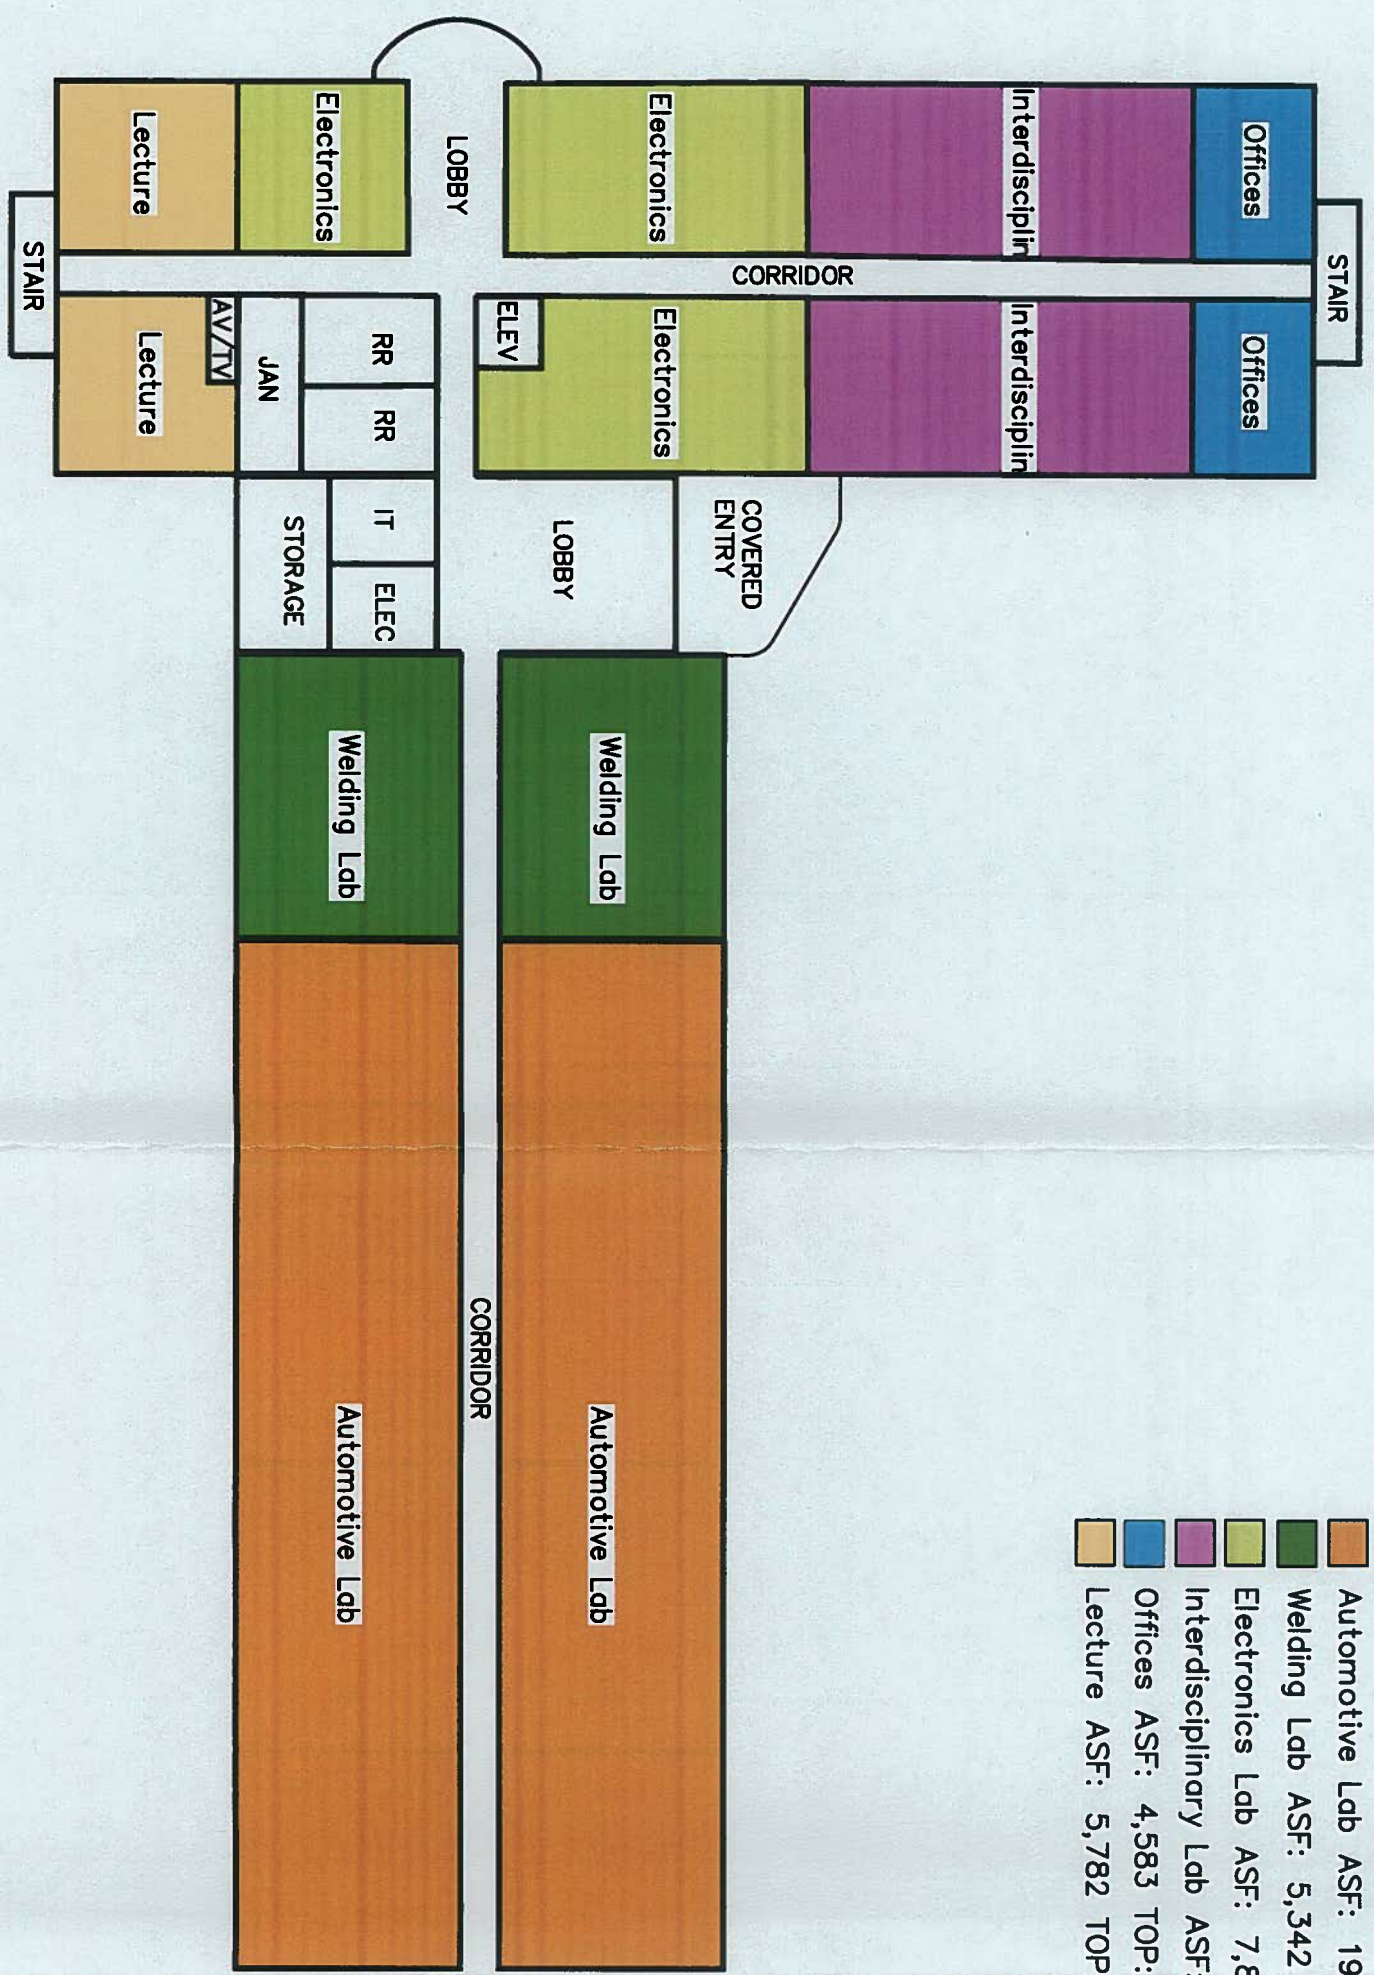 Automotive Lab ASF: 19
Welding Lab ASF: 5,342
Electronics Lab ASF: 7,8
Interdisciplinary Lab ASF:
Offices ASF: 4,583 TOP:
Lecture ASF: 5,782 TOP
STAIR
Offices
Offices
Interdisciplin
Interdisciplin
CORRIDOR
COVERED
ENTRY
Electronics
Electronics
ELEV
LOBBY
LOBBY
Welding Lab
Automotive Lab
CORRIDOR
Electronics
RR
RR
IT
ELEC
Welding Lab
Automotive Lab
JAN
STORAGE
AV/TV
Lecture
Lecture
STAIR